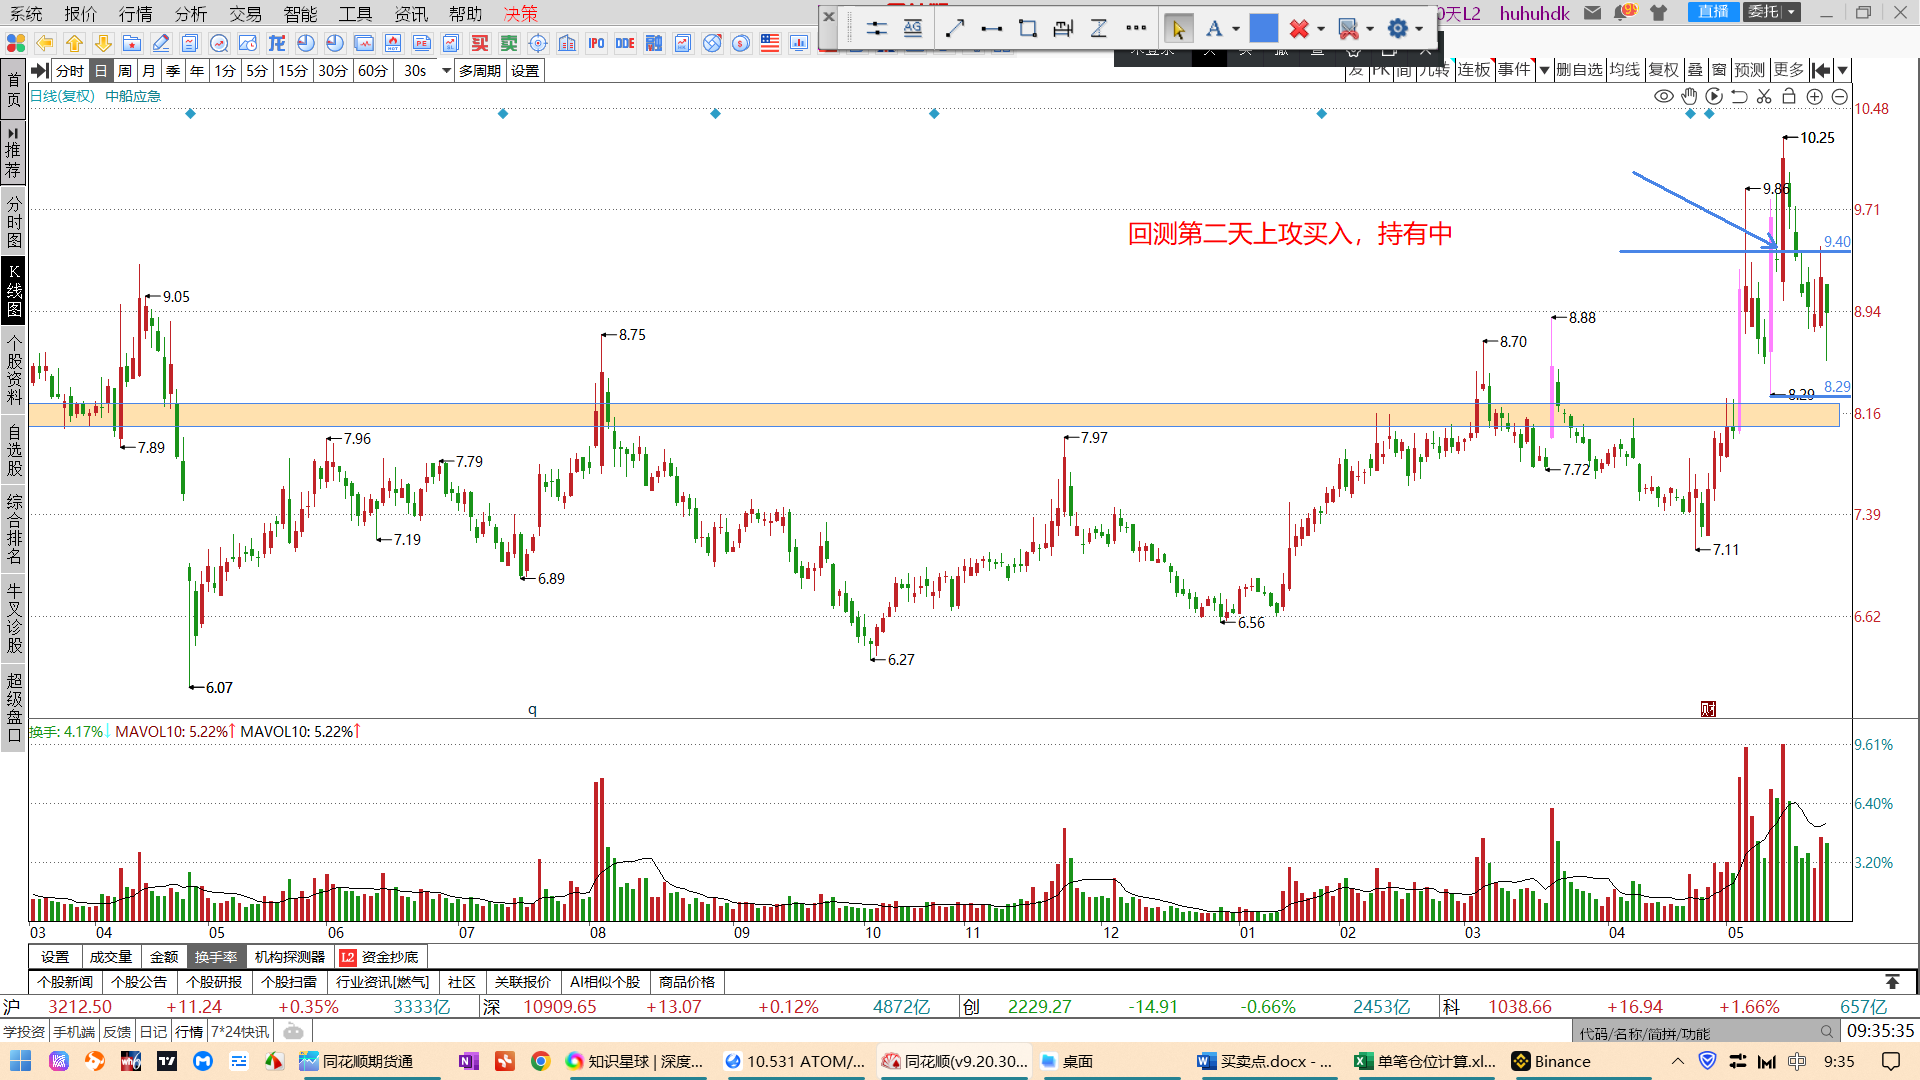 系统 报价 行情 分析 交易 智能 工具 资讯 帮助 决策
天L2 huhuhdk 直播 委托
IPO DDE 融 买 卖 龙
分时 日 周 月 季 年 1分 5分 15分 30分 60分 30s 多周期 设置
九转 连板 事件 删自选 均线 复权 叠 窗 预测 更多
首页
推荐
分时图
K线图
个股资料
自选股
综合排名
牛叉诊股
超级盘口
日线(复权) 中船应急
10.48
10.25
9.86
9.71
回测第二天上攻买入，持有中
9.40
9.05
8.94
8.88
8.75
8.70
8.29
8.29
8.16
7.89
7.96
7.97
7.79
7.72
7.39
7.19
7.11
6.89
6.62
6.56
6.27
6.07
q
财
换手: 4.17%↓ MAVOL10: 5.22%↑ MAVOL10: 5.22%↑
9.61%
6.40%
3.20%
03 04 05 06 07 08 09 10 11 12 01 02 03 04 05
设置 成交量 金额 换手率 机构探测器 L2 资金抄底
个股新闻 个股公告 个股研报 个股扫雷 行业资讯[燃气] 社区 关联报价 AI相似个股 商品价格
沪 3212.50 +11.24 +0.35% 3333亿 深 10909.65 +13.07 +0.12% 4872亿 创 2229.27 -14.91 -0.66% 2453亿 科 1038.66 +16.94 +1.66% 657亿
学投资 手机端 反馈 日记 行情 7*24快讯 代码/名称/简拼/功能 09:35:35
同花顺期货通 知识星球 | 深度... 10.531 ATOM/... 同花顺(v9.20.30... 桌面 买卖点.docx - ... 单笔仓位计算.xl... Binance 中 9:35